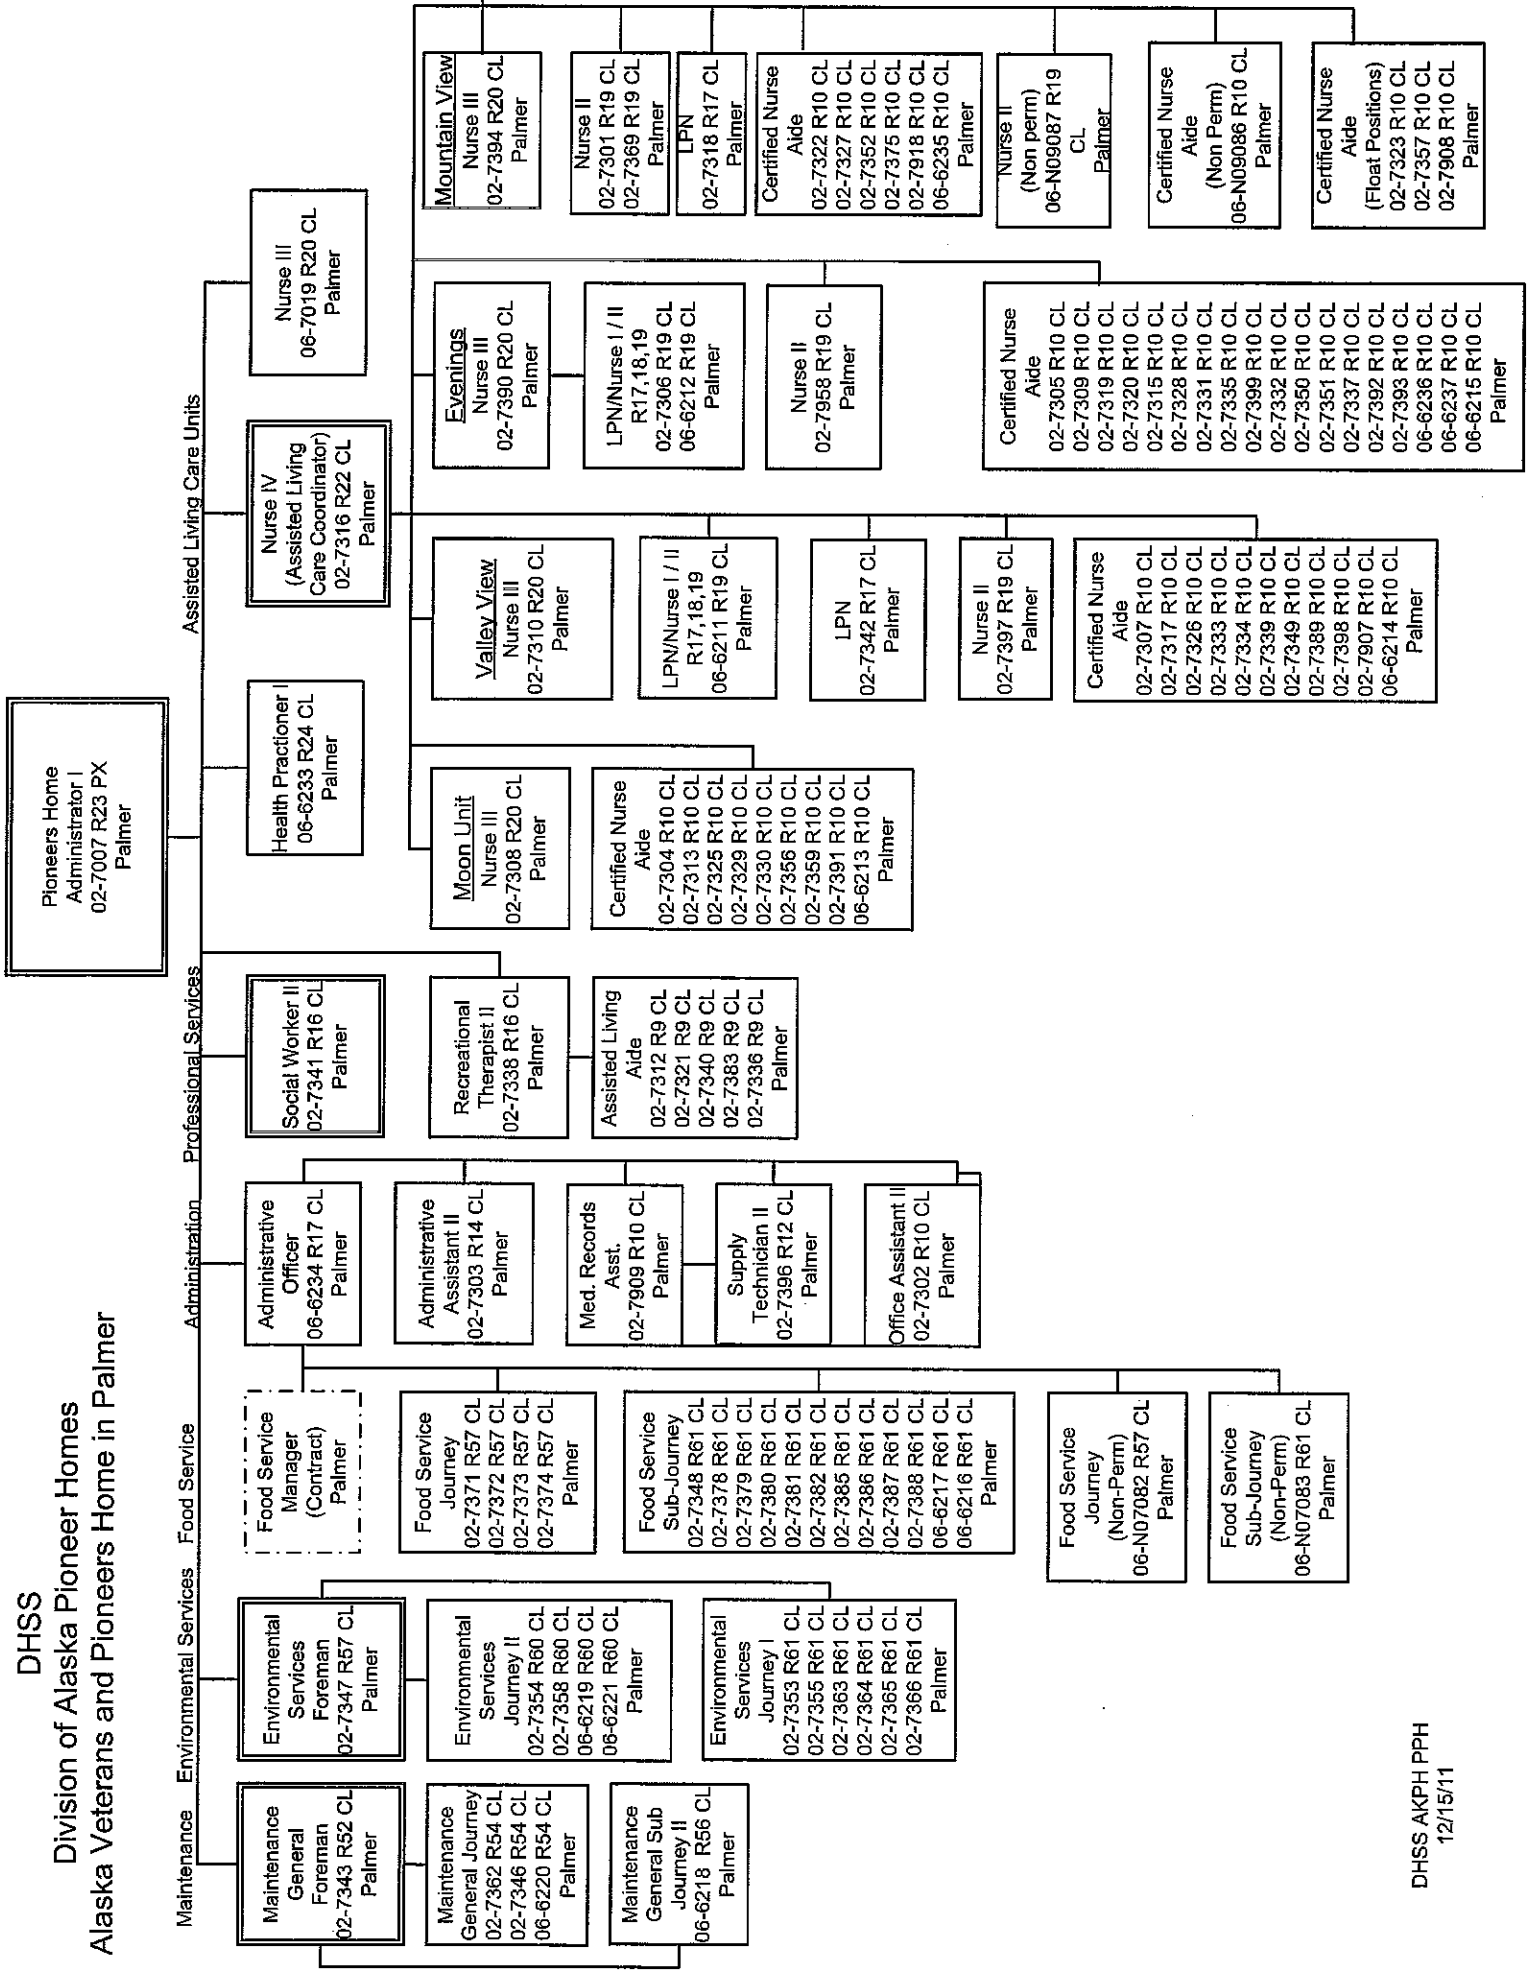 DHSS
Division of Alaska Pioneer Homes
Alaska Veterans and Pioneers Home in Palmer
Pioneers Home
Administrator I
02-7007 R23 PX
Palmer
Maintenance
Environmental Services
Food Service
Administration
Professional Services
Assisted Living Care Units
Maintenance
General
Foreman
02-7343 R52 CL
Palmer
Maintenance
General Journey
02-7362 R54 CL
02-7346 R54 CL
06-6220 R54 CL
Palmer
Maintenance
General Sub
Journey II
06-6218 R56 CL
Palmer
Environmental
Services
Foreman
02-7347 R57 CL
Palmer
Environmental
Services
Journey II
02-7354 R60 CL
02-7358 R60 CL
06-6219 R60 CL
06-6221 R60 CL
Palmer
Environmental
Services
Journey I
02-7353 R61 CL
02-7355 R61 CL
02-7363 R61 CL
02-7364 R61 CL
02-7365 R61 CL
02-7366 R61 CL
Palmer
Food Service
Manager
(Contract)
Palmer
Food Service
Journey
02-7371 R57 CL
02-7372 R57 CL
02-7373 R57 CL
02-7374 R57 CL
Palmer
Food Service
Sub-Journey
02-7348 R61 CL
02-7378 R61 CL
02-7379 R61 CL
02-7380 R61 CL
02-7381 R61 CL
02-7382 R61 CL
02-7385 R61 CL
02-7386 R61 CL
02-7387 R61 CL
02-7388 R61 CL
06-6217 R61 CL
06-6216 R61 CL
Palmer
Food Service
Journey
(Non-Perm)
06-N07082 R57 CL
Palmer
Food Service
Sub-Journey
(Non-Perm)
06-N07083 R61 CL
Palmer
Administrative
Officer
06-6234 R17 CL
Palmer
Administrative
Assistant II
02-7303 R14 CL
Palmer
Med. Records
Asst.
02-7909 R10 CL
Palmer
Supply
Technician II
02-7396 R12 CL
Palmer
Office Assistant II
02-7302 R10 CL
Palmer
Social Worker II
02-7341 R16 CL
Palmer
Recreational
Therapist II
02-7338 R16 CL
Palmer
Assisted Living
Aide
02-7312 R9 CL
02-7321 R9 CL
02-7340 R9 CL
02-7383 R9 CL
02-7336 R9 CL
Palmer
Health Practioner I
06-6233 R24 CL
Palmer
Nurse IV
(Assisted Living
Care Coordinator)
02-7316 R22 CL
Palmer
Nurse III
06-7019 R20 CL
Palmer
Moon Unit
Nurse III
02-7308 R20 CL
Palmer
Certified Nurse
Aide
02-7304 R10 CL
02-7313 R10 CL
02-7325 R10 CL
02-7329 R10 CL
02-7330 R10 CL
02-7356 R10 CL
02-7359 R10 CL
02-7391 R10 CL
06-6213 R10 CL
Palmer
Valley View
Nurse III
02-7310 R20 CL
Palmer
LPN/Nurse I / II
R17,18,19
06-6211 R19 CL
Palmer
LPN
02-7342 R17 CL
Palmer
Nurse II
02-7397 R19 CL
Palmer
Certified Nurse
Aide
02-7307 R10 CL
02-7317 R10 CL
02-7326 R10 CL
02-7333 R10 CL
02-7334 R10 CL
02-7339 R10 CL
02-7349 R10 CL
02-7389 R10 CL
02-7398 R10 CL
02-7907 R10 CL
06-6214 R10 CL
Palmer
Evenings
Nurse III
02-7390 R20 CL
Palmer
LPN/Nurse I / II
R17,18,19
02-7306 R19 CL
06-6212 R19 CL
Palmer
Nurse II
02-7958 R19 CL
Palmer
Certified Nurse
Aide
02-7305 R10 CL
02-7309 R10 CL
02-7319 R10 CL
02-7320 R10 CL
02-7315 R10 CL
02-7328 R10 CL
02-7331 R10 CL
02-7335 R10 CL
02-7399 R10 CL
02-7332 R10 CL
02-7350 R10 CL
02-7351 R10 CL
02-7337 R10 CL
02-7392 R10 CL
02-7393 R10 CL
06-6236 R10 CL
06-6237 R10 CL
06-6215 R10 CL
Palmer
Mountain View
Nurse III
02-7394 R20 CL
Palmer
Nurse II
02-7301 R19 CL
02-7369 R19 CL
Palmer
LPN
02-7318 R17 CL
Palmer
Certified Nurse
Aide
02-7322 R10 CL
02-7327 R10 CL
02-7352 R10 CL
02-7375 R10 CL
02-7918 R10 CL
06-6235 R10 CL
Palmer
Nurse II
(Non perm)
06-N09087 R19
CL
Palmer
Certified Nurse
Aide
(Non Perm)
06-N09086 R10 CL
Palmer
Certified Nurse
Aide
(Float Positions)
02-7323 R10 CL
02-7357 R10 CL
02-7908 R10 CL
Palmer
DHSS AKPH PPH
12/15/11